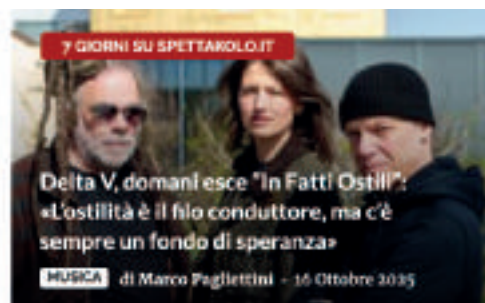 7 GIORNI SU SPETTAKOLO.IT
Delta V, domani esce "In Fatti Ostili":
«L'ostilità è il filo conduttore, ma c'è
sempre un fondo di speranza»
MUSICA di Marco Pagliettini - 16 Ottobre 2025